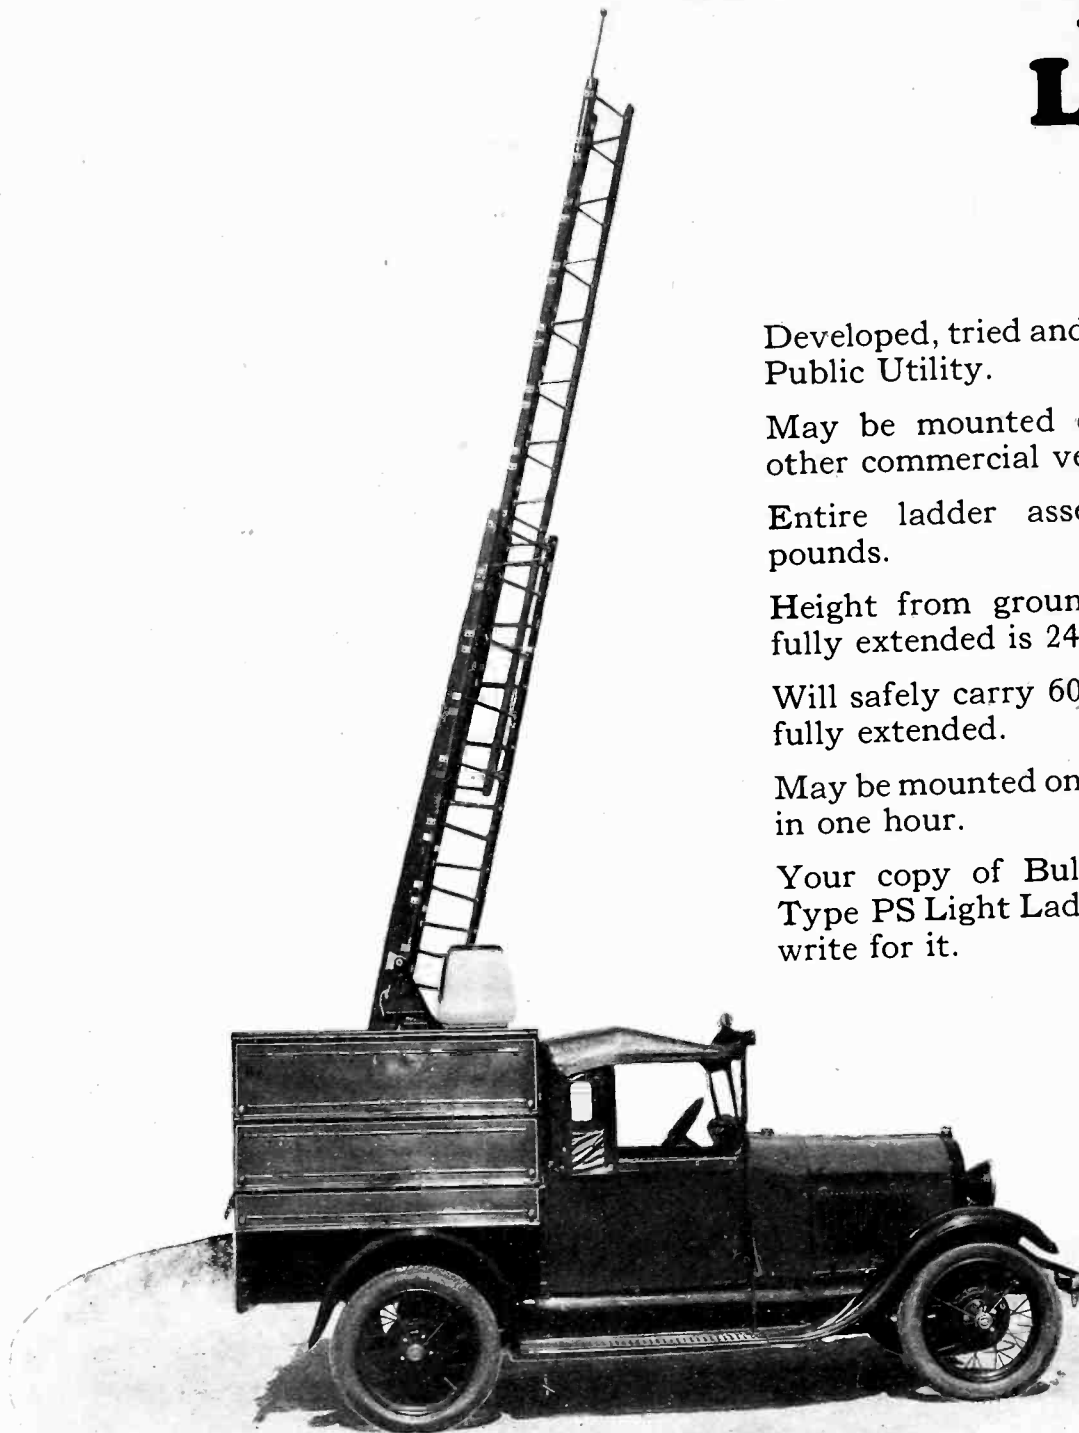 L
Developed, tried and
Public Utility.
May be mounted
other commercial ve
Entire ladder asse
pounds.
Height from groun
fully extended is 24
Will safely carry 60
fully extended.
May be mounted on
in one hour.
Your copy of Bul
Type PS Light Lad
write for it.